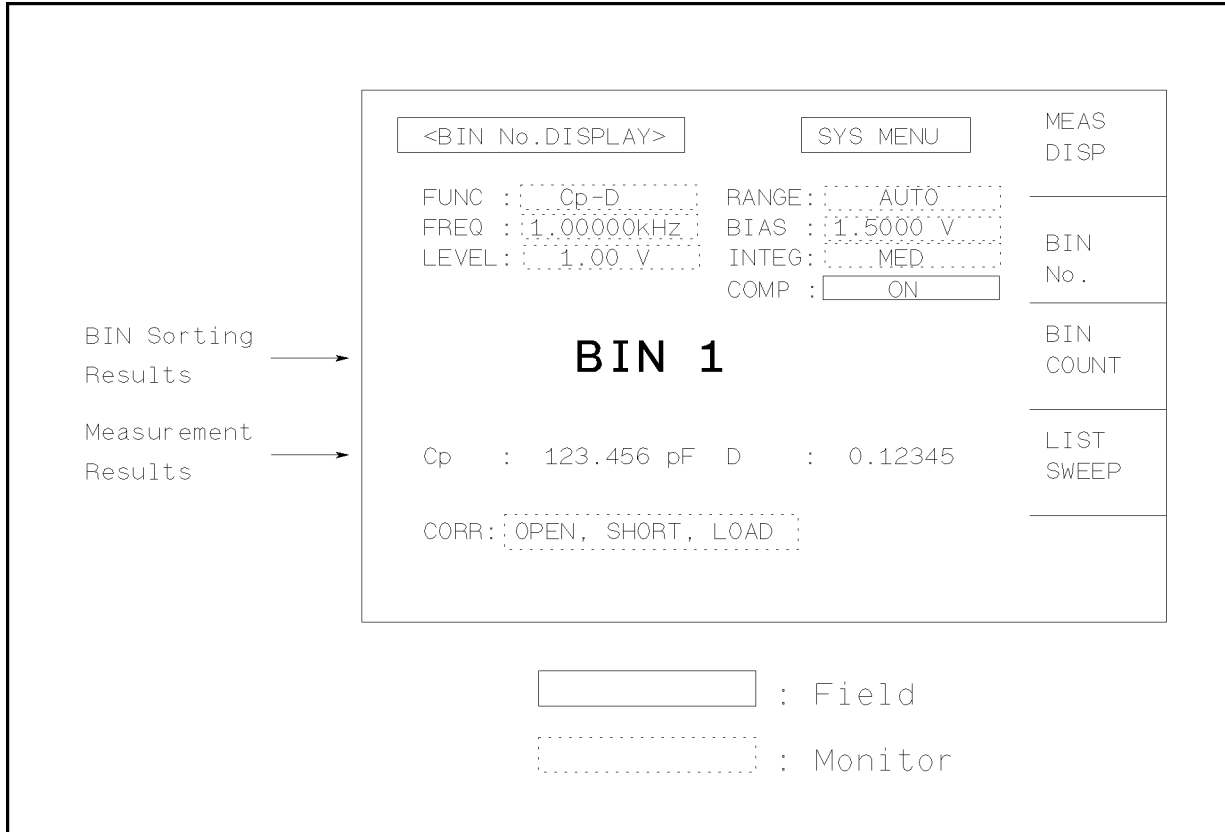 <BIN No.DISPLAY> SYS MENU
FUNC : Cp-D RANGE: AUTO
FREQ : 1.00000kHz BIAS : 1.5000 V
LEVEL: 1.00 V INTEG: MED
COMP : ON
BIN Sorting
Results
BIN 1
Measurement
Results
Cp : 123.456 pF D : 0.12345
CORR: OPEN, SHORT, LOAD
MEAS
DISP
BIN
No.
BIN
COUNT
LIST
SWEEP
: Field
: Monitor